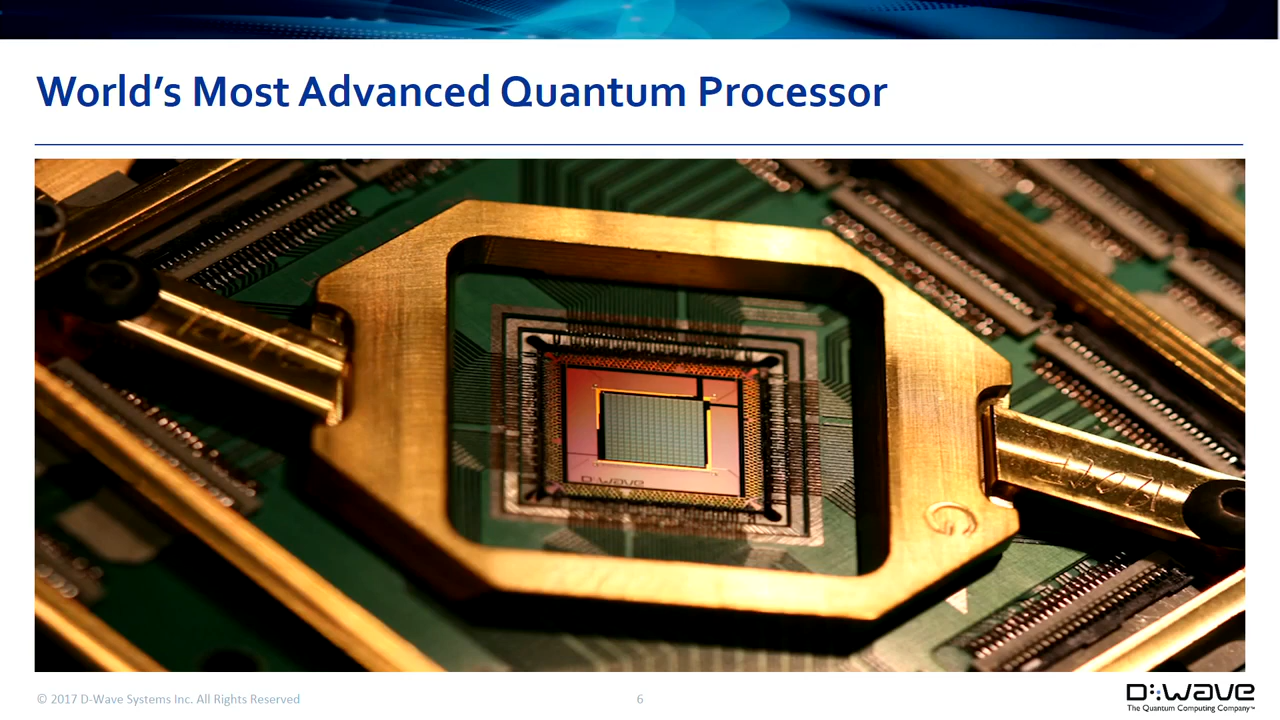 World's Most Advanced Quantum Processor
D-Wave
G
© 2017 D-Wave Systems Inc. All Rights Reserved
6
D:wave
The Quantum Computing Company™